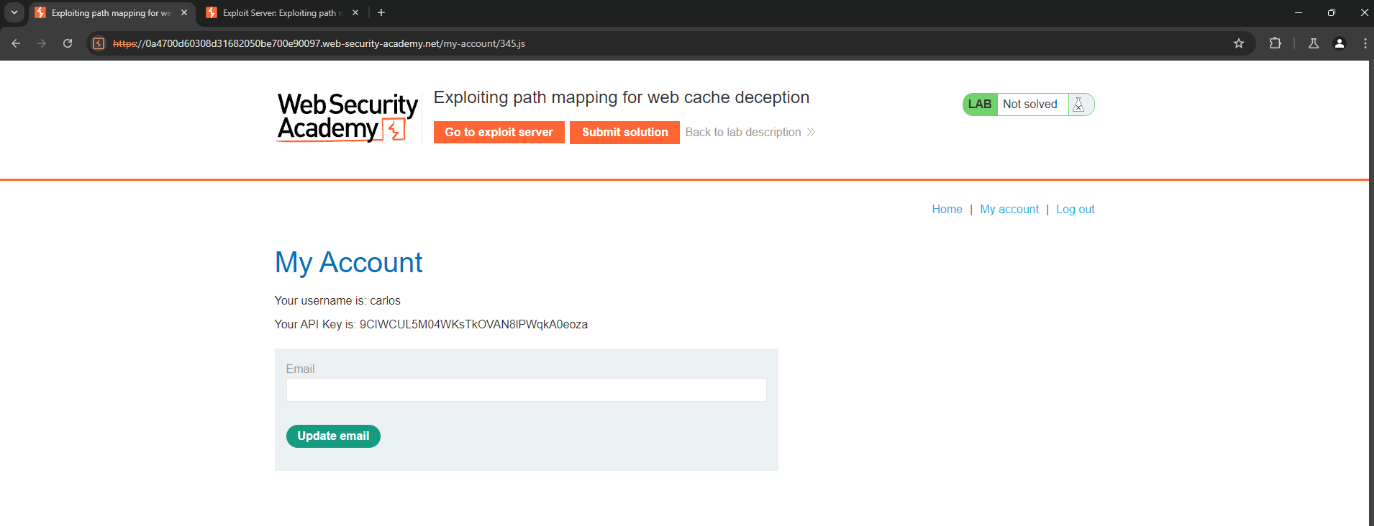 Exploiting path mapping for we
Exploit Server: Exploiting path n
https://0a4700d60308d31682050be700e90097.web-security-academy.net/my-account/345.js
Web Security
Academy
Exploiting path mapping for web cache deception
LAB Not solved
Go to exploit server Submit solution Back to lab description
Home | My account | Log out
My Account
Your username is: carlos
Your API Key is: 9CIWCUL5M04WKsTkOVAN8IPWqkA0eoza
Email
Update email